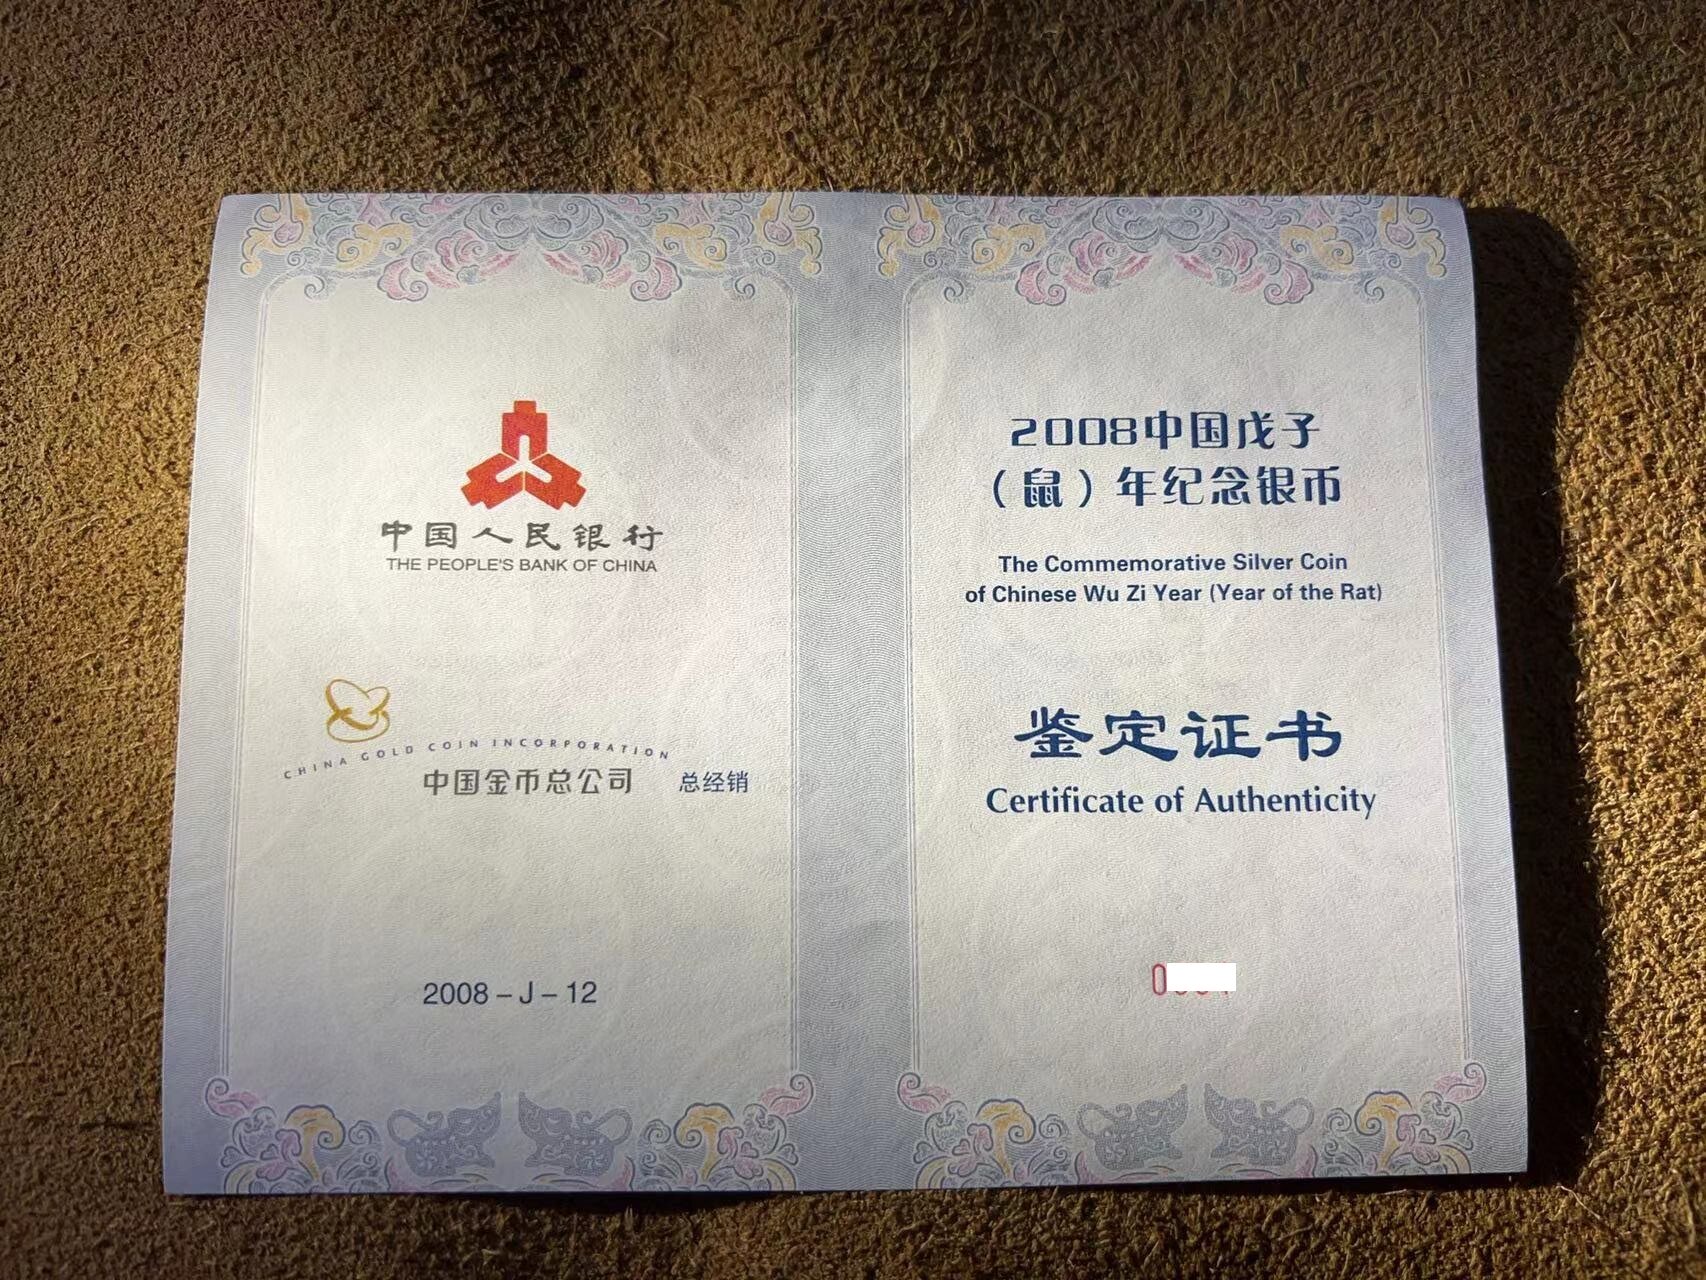 中国人民银行
THE PEOPLE'S BANK OF CHINA
CHINA GOLD COIN INCORPORATION
中国金币总公司 总经销
2008－J－12
2008中国戊子
（鼠）年纪念银币
The Commemorative Silver Coin
of Chinese Wu Zi Year (Year of the Rat)
鉴定证书
Certificate of Authenticity